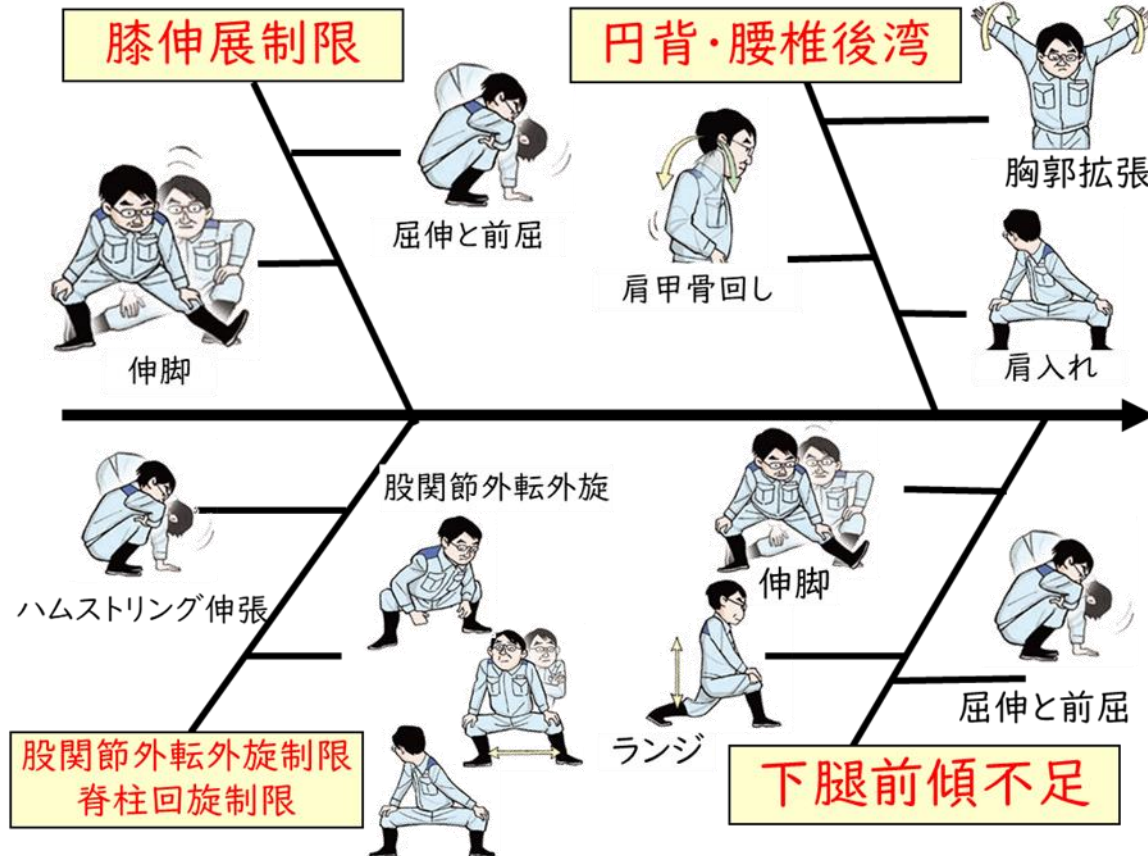 膝伸展制限
円背・腰椎後湾
胸郭拡張
屈伸と前屈
肩甲骨回し
伸脚
肩入れ
股関節外転外旋
伸脚
ハムストリング伸張
屈伸と前屈
ランジ
股関節外転外旋制限
脊柱回旋制限
下腿前傾不足